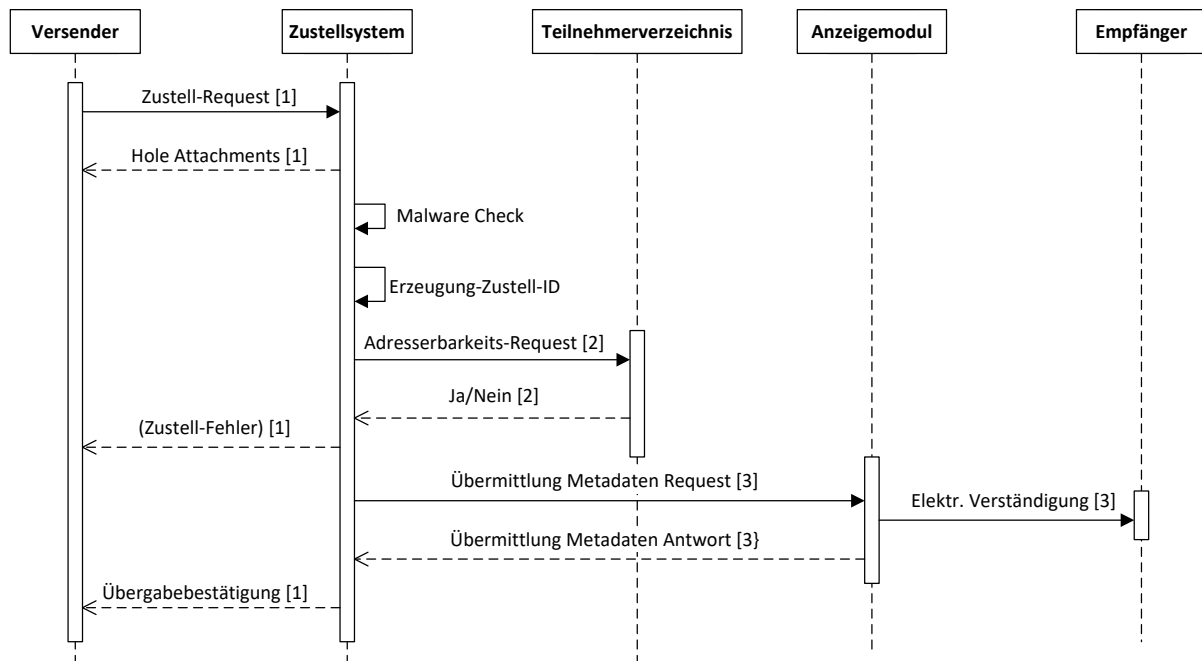 Versender
Zustellsystem
Teilnehmerverzeichnis
Anzeigemodul
Empfänger
Zustell-Request [1]
Hole Attachments [1]
Malware Check
Erzeugung-Zustell-ID
Adresserbarkeits-Request [2]
Ja/Nein [2]
(Zustell-Fehler) [1]
Übermittlung Metadaten Request [3]
Elektr. Verständigung [3]
Übermittlung Metadaten Antwort [3}
Übergabebestätigung [1]